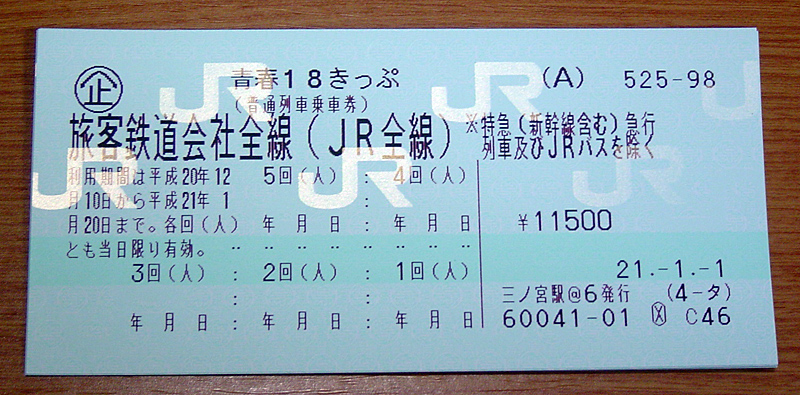 企 青春18きっぷ (A) 525-98
(普通列車乗車券)
旅客鉄道会社全線(JR全線) ※特急(新幹線含む)急行
列車及びJRバスを除く
利用期間は平成20年12
月10日から平成21年1
月20日まで。各回(人)
とも当日限り有効。
5回(人) : 4回(人)
年 月 日 : 年 月 日
3回(人) : 2回(人) : 1回(人)
年 月 日 : 年 月 日 : 年 月 日
¥11500
21.-1.-1
三ノ宮駅@6発行 (4-タ)
60041-01 C46
JR
JR
JR
JR
JR
JR